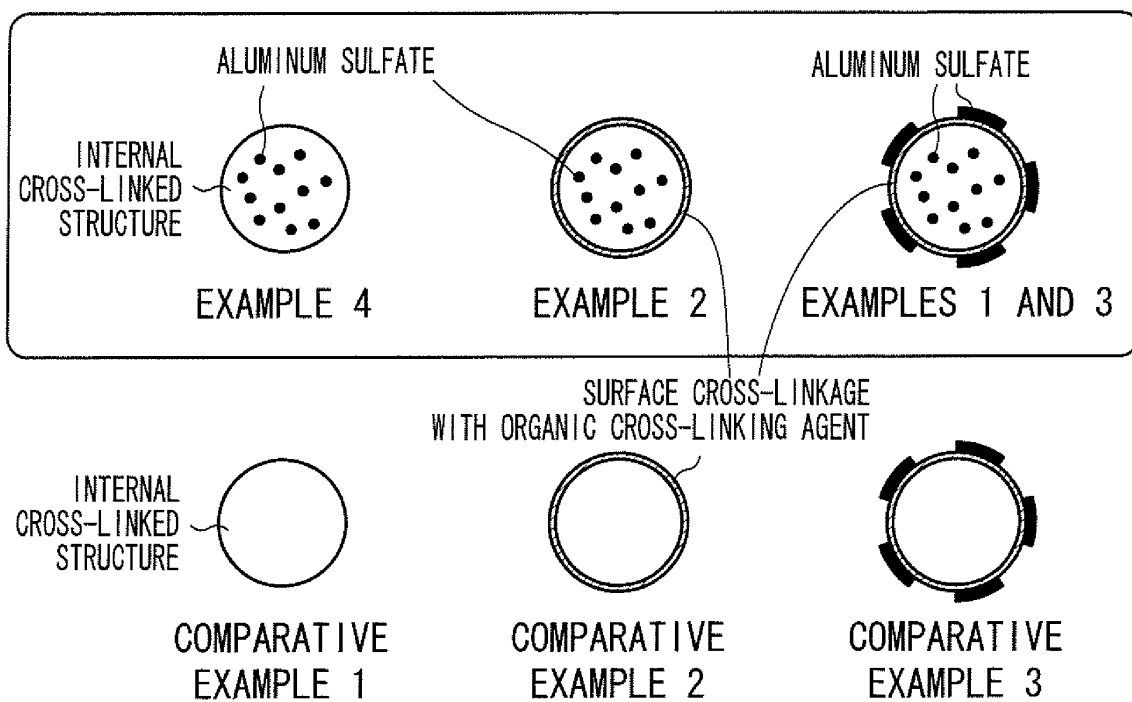 ALUMINUM SULFATE
ALUMINUM SULFATE
INTERNAL
CROSS-LINKED
STRUCTURE
EXAMPLE 4
EXAMPLE 2
EXAMPLES 1 AND 3
SURFACE CROSS-LINKAGE
WITH ORGANIC CROSS-LINKING AGENT
INTERNAL
CROSS-LINKED
STRUCTURE
COMPARATIVE
EXAMPLE 1
COMPARATIVE
EXAMPLE 2
COMPARATIVE
EXAMPLE 3